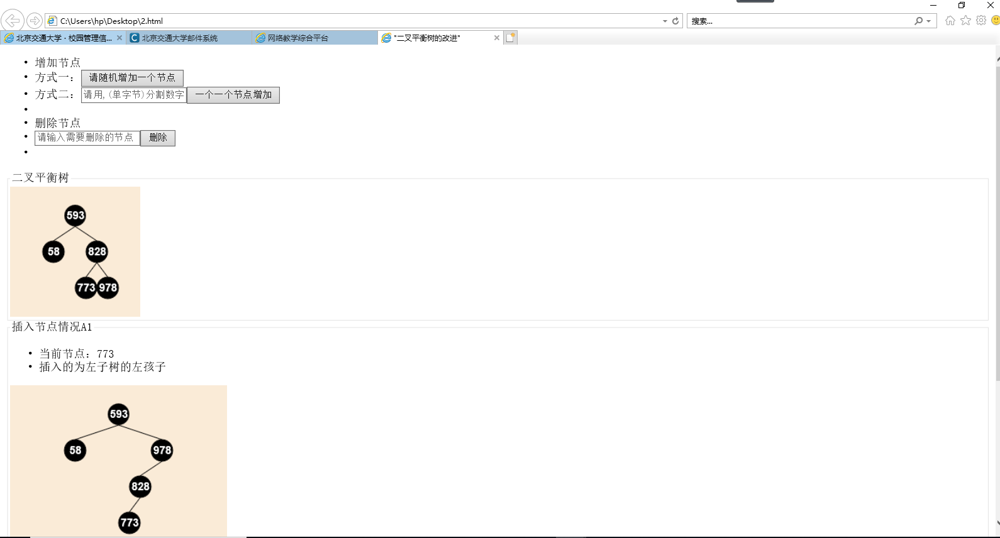 C:\Users\hp\Desktop\2.html
搜索...
北京交通大学 · 校园管理信...
北京交通大学邮件系统
网络教学综合平台
"二叉平衡树的改进"
增加节点
方式一： 请随机增加一个节点
方式二： 请用,(单字节)分割数字 一个一个节点增加
删除节点
请输入需要删除的节点 删除
二叉平衡树
593
58 828
773 978
插入节点情况A1
当前节点：773
插入的为左子树的左孩子
593
58 978
828
773